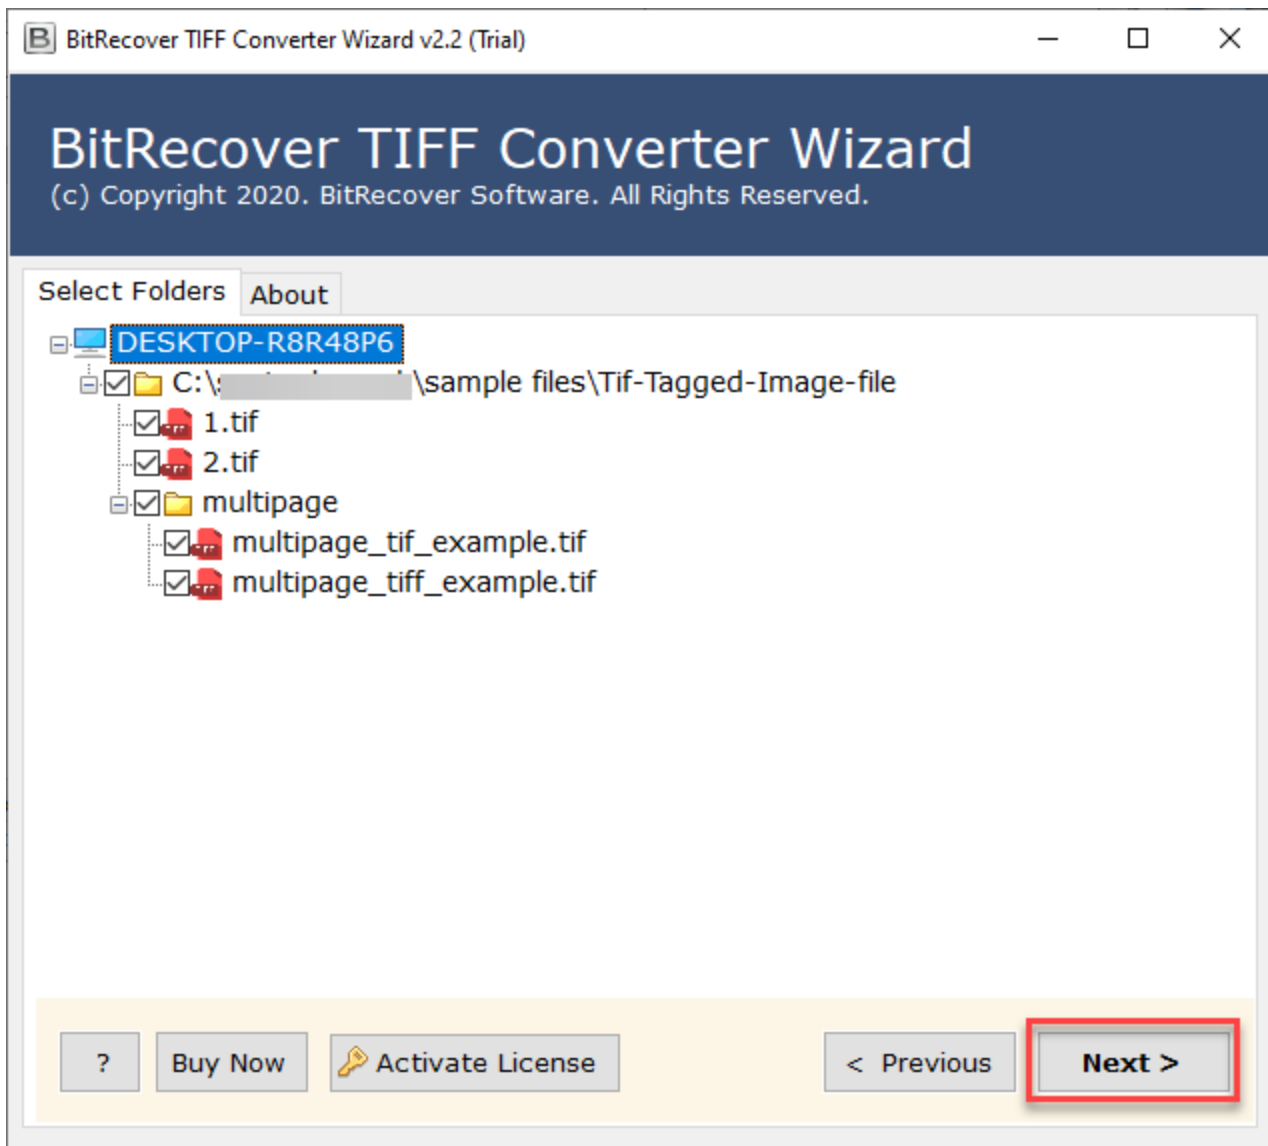 B BitRecover TIFF Converter Wizard v2.2 (Trial)
BitRecover TIFF Converter Wizard
(c) Copyright 2020. BitRecover Software. All Rights Reserved.
Select Folders About
DESKTOP-R8R48P6
C:\ \sample files\Tif-Tagged-Image-file
1.tif
2.tif
multipage
multipage_tif_example.tif
multipage_tiff_example.tif
? Buy Now Activate License < Previous Next >